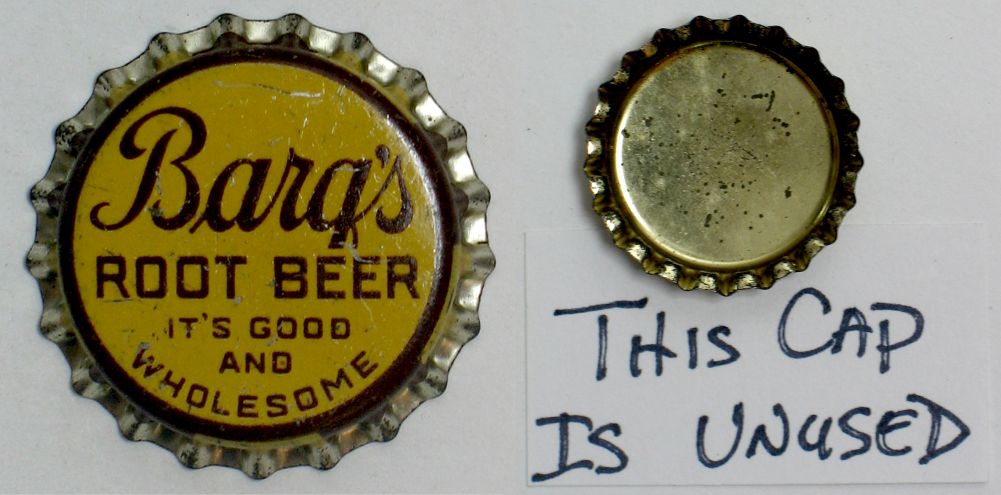 Barq's
ROOT BEER
IT'S GOOD
AND
WHOLESOME
THIS CAP
IS UNUSED